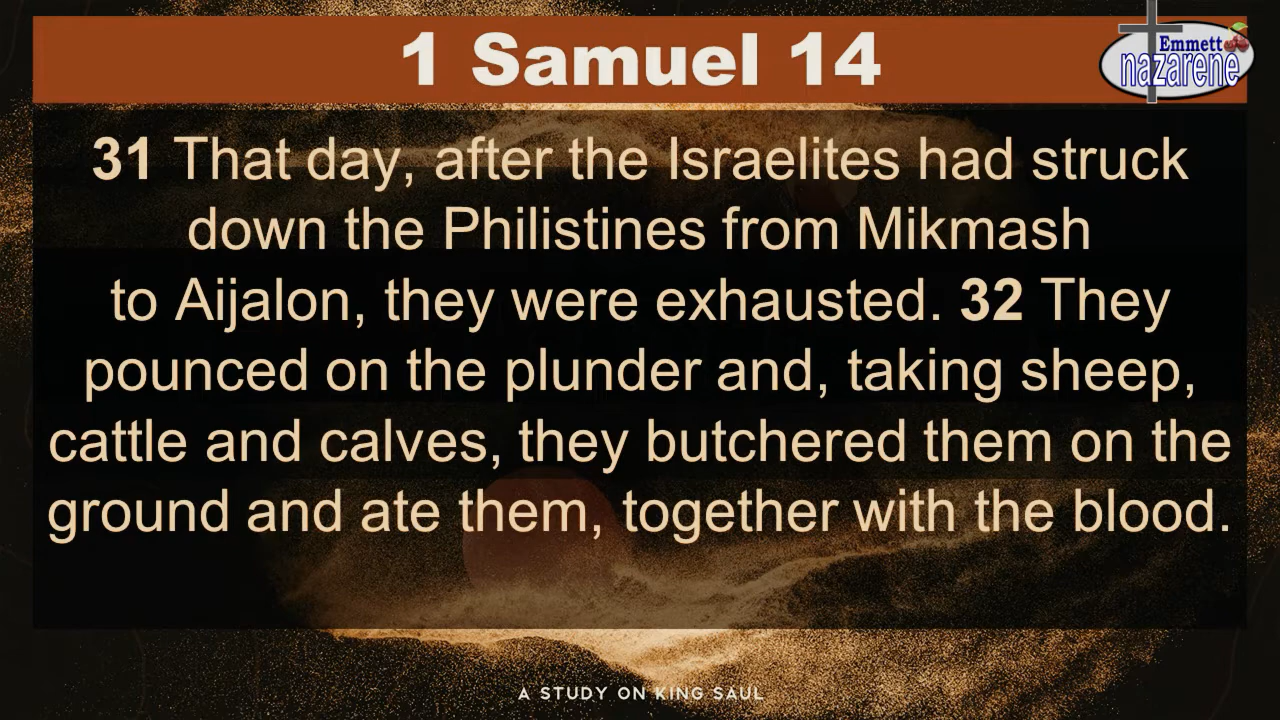 1 Samuel 14
Emmett
nazarene
31 That day, after the Israelites had struck
down the Philistines from Mikmash
to Aijalon, they were exhausted. 32 They
pounced on the plunder and, taking sheep,
cattle and calves, they butchered them on the
ground and ate them, together with the blood.
A STUDY ON KING SAUL